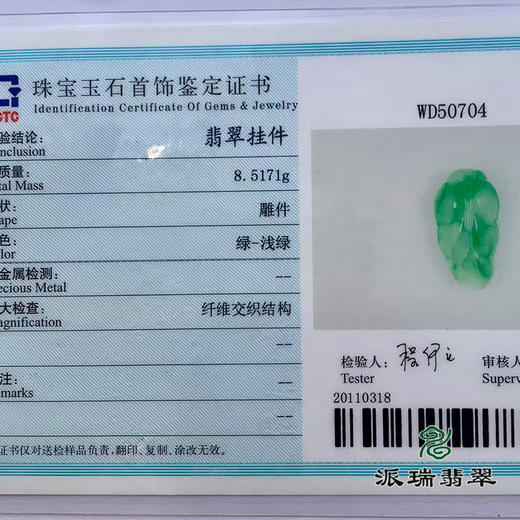 GTC
珠宝玉石首饰鉴定证书
Identification Certificate Of Gems & Jewelry
验结论: 翡翠挂件
nclusion
质量: 8.5171g
tal Mass
状: 雕件
ape
色: 绿-浅绿
lor
金属检测: --
ecious Metal
大检查: 纤维交织结构
agnification
--
注: --
marks
证书仅对送检样品负责,翻印、复制、涂改无效。
WD50704
检验人:
Tester
审核人
Superv
20110318
派瑞翡翠